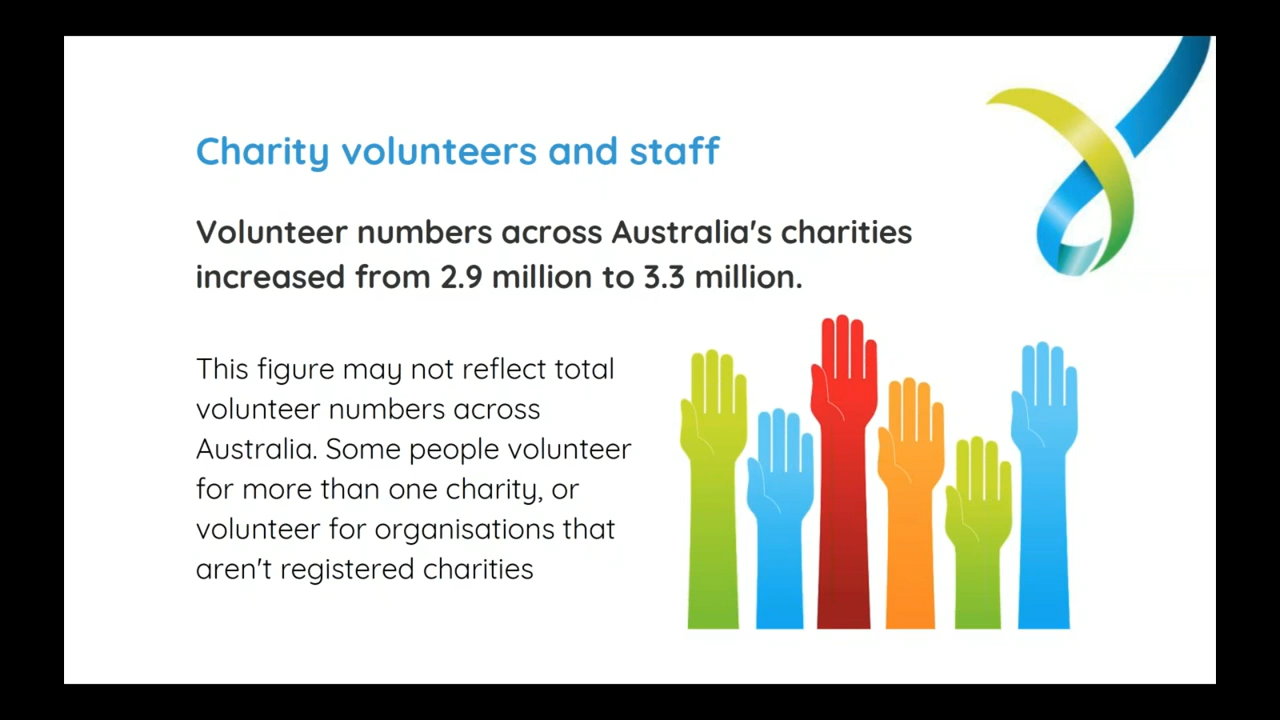 Charity volunteers and staff
Volunteer numbers across Australia's charities
increased from 2.9 million to 3.3 million.
This figure may not reflect total
volunteer numbers across
Australia. Some people volunteer
for more than one charity, or
volunteer for organisations that
aren't registered charities